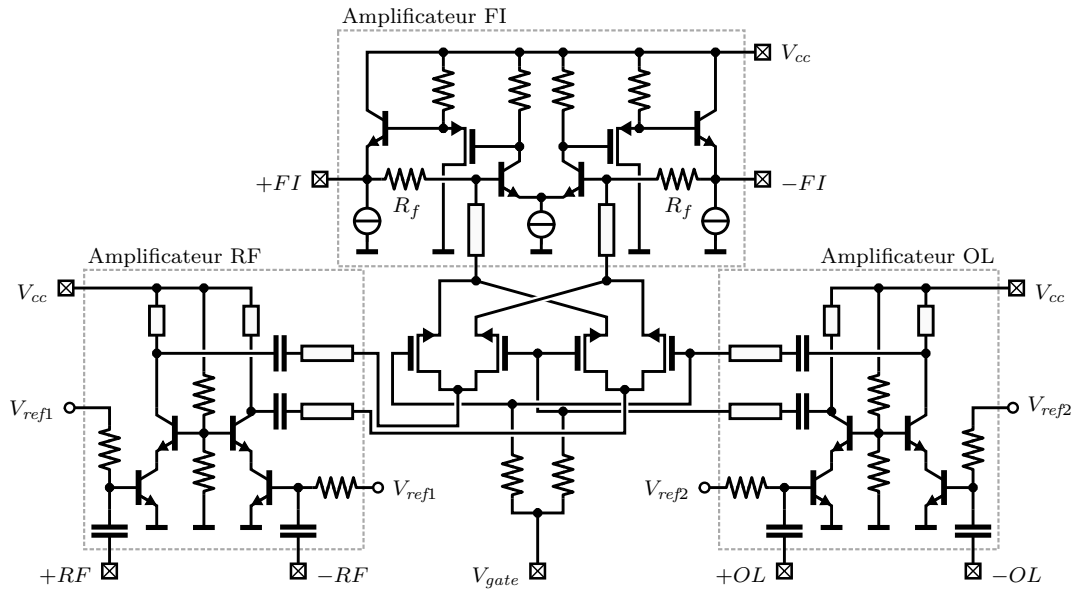 Amplificateur FI
V_cc
+FI
R_f
R_f
−FI
Amplificateur RF
Amplificateur OL
V_cc
V_cc
V_ref1
V_ref2
V_ref1
V_ref2
+RF
−RF
V_gate
+OL
−OL